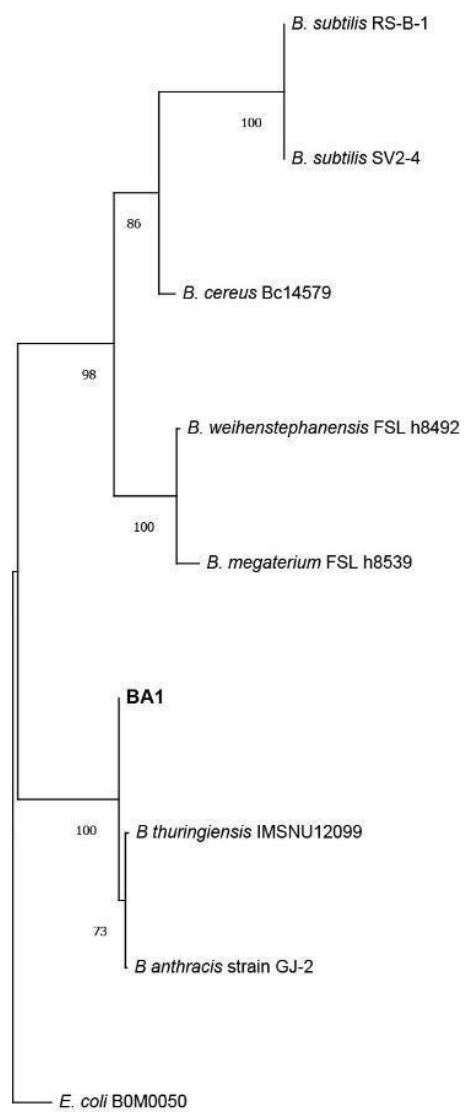 B. subtilis RS-B-1
100
B. subtilis SV2-4
86
B. cereus Bc14579
98
B. weihenstephanensis FSL h8492
100
B. megaterium FSL h8539
BA1
100
B thuringiensis IMSNU12099
73
B anthracis strain GJ-2
E. coli B0M0050